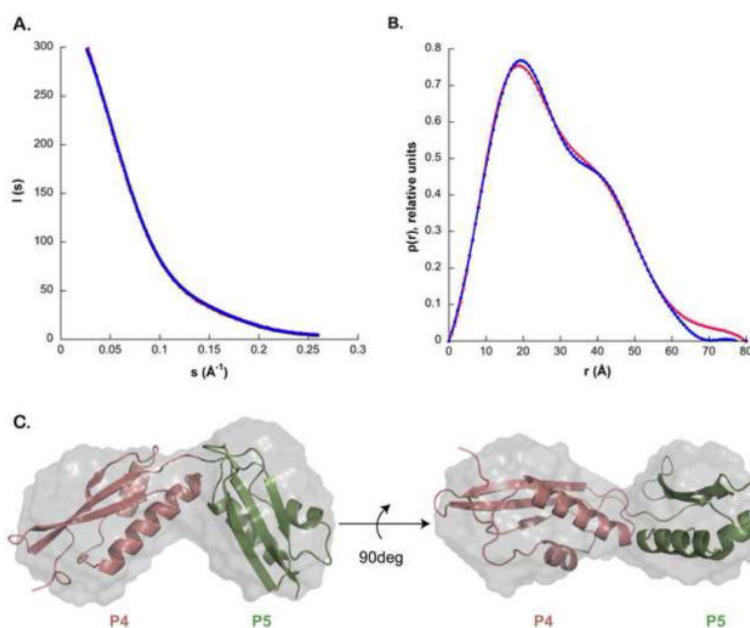 A.
300
250
200
150
100
50
0
I (s)
0 0.05 0.1 0.15 0.2 0.25 0.3
s (Å⁻¹)
B.
0.8
0.7
0.6
0.5
0.4
0.3
0.2
0.1
0
p(r), relative units
0 10 20 30 40 50 60 70 80
r (Å)
C.
90deg
P4 P5
P4 P5